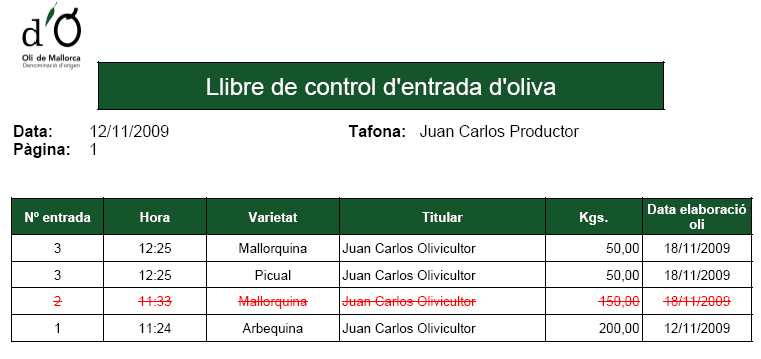 d'O
Oli de Mallorca
Denominació d'origen
Llibre de control d'entrada d'oliva
Data: 12/11/2009 Tafona: Juan Carlos Productor
Pàgina: 1
Nº entrada Hora Varietat Titular Kgs. Data elaboració oli
3 12:25 Mallorquina Juan Carlos Olivicultor 50,00 18/11/2009
3 12:25 Picual Juan Carlos Olivicultor 50,00 18/11/2009
2 11:33 Mallorquina Juan Carlos Olivicultor 150,00 18/11/2009
1 11:24 Arbequina Juan Carlos Olivicultor 200,00 12/11/2009